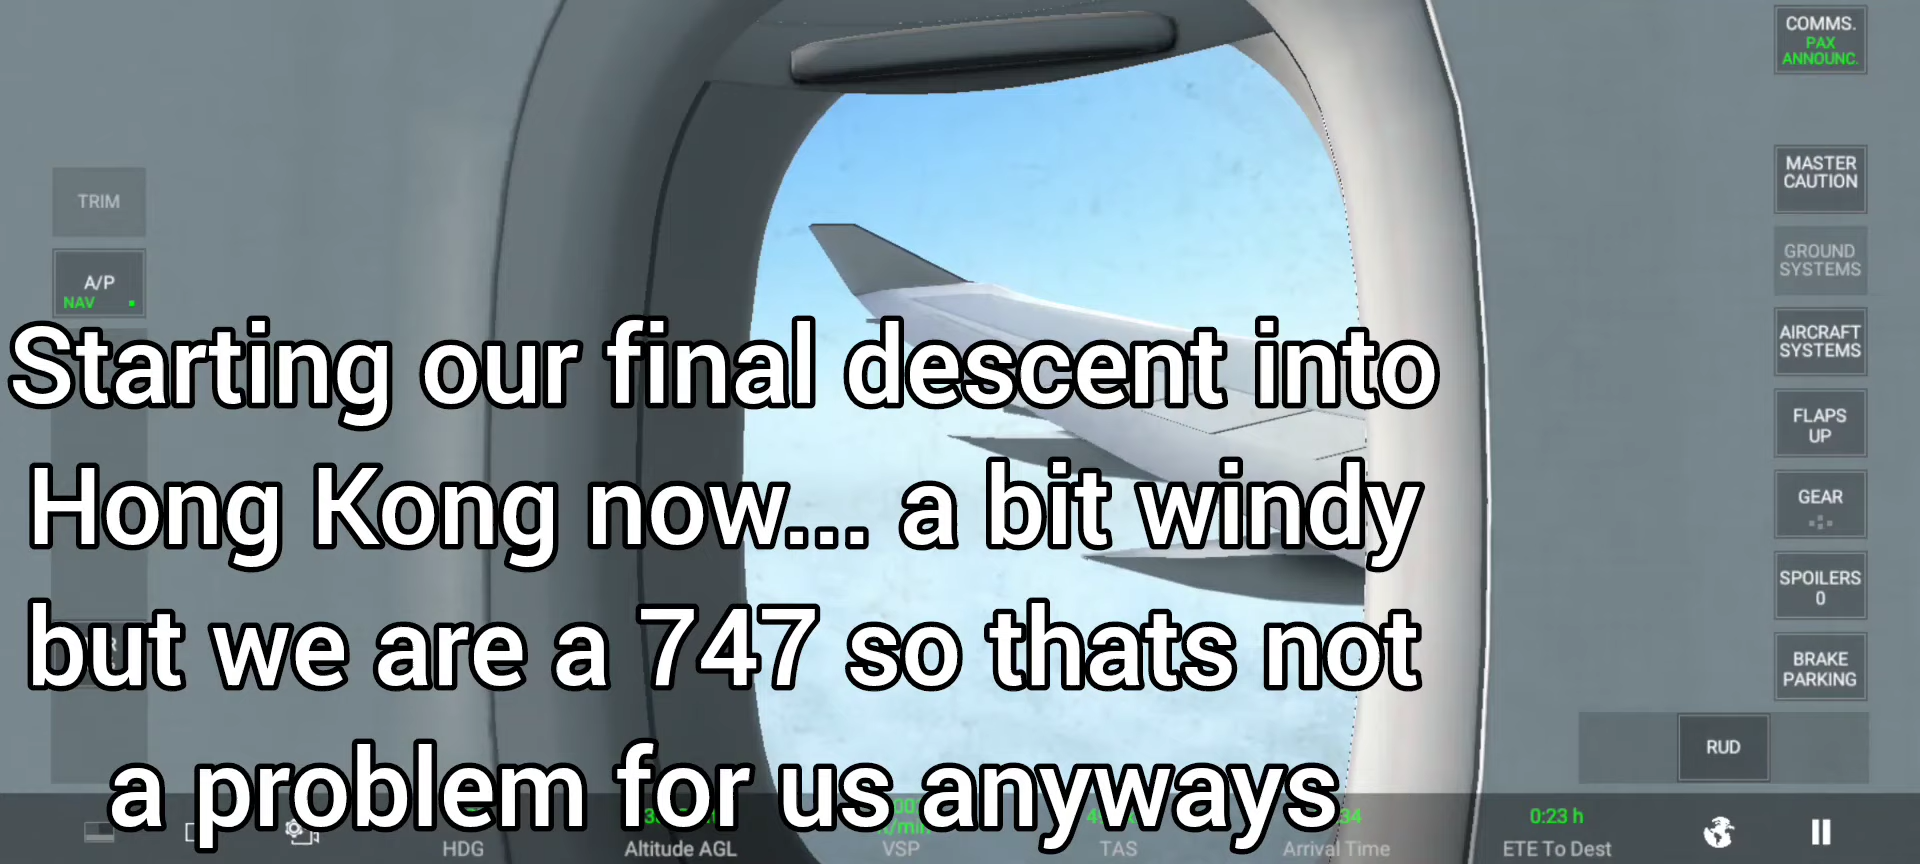 COMMS.
PAX
ANNOUNC.
MASTER
CAUTION
TRIM
GROUND
SYSTEMS
A/P
NAV
AIRCRAFT
SYSTEMS
Starting our final descent into
FLAPS
UP
Hong Kong now... a bit windy
GEAR
SPOILERS
0
but we are a 747 so thats not
BRAKE
PARKING
RUD
a problem for us anyways
0:23 h
HDG
Altitude AGL
VSP
TAS
Arrival Time
ETE To Dest